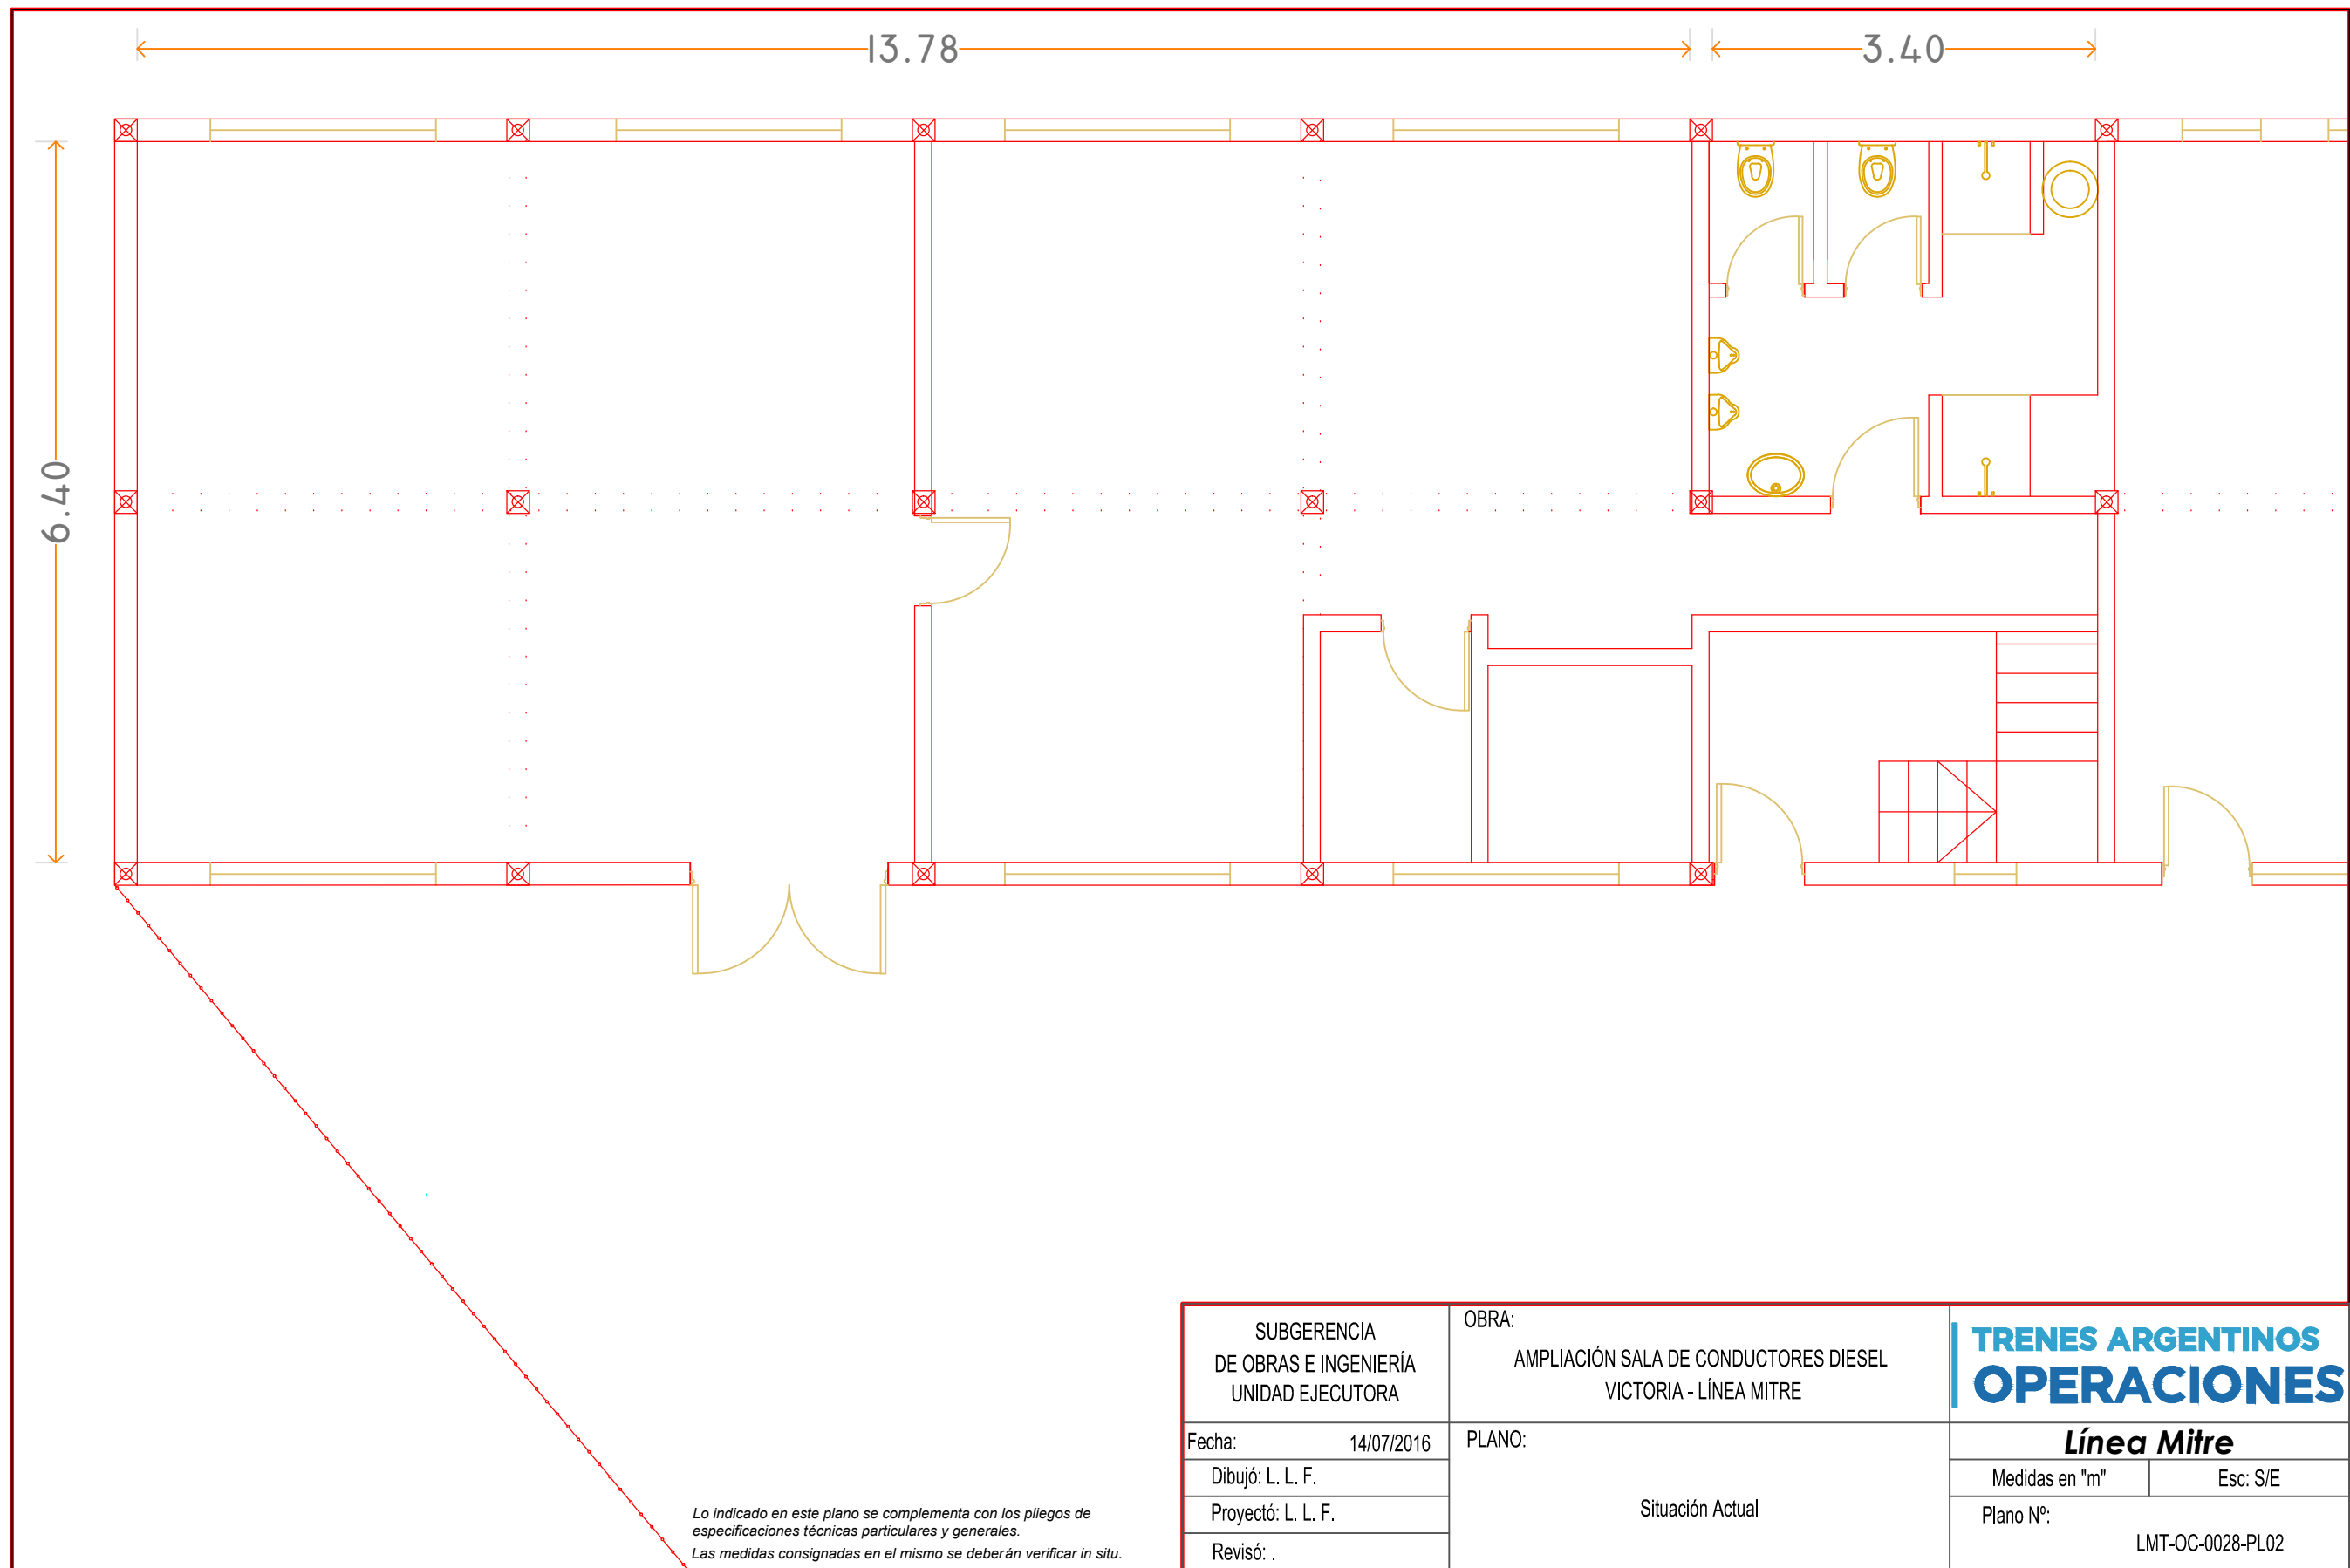 13.78
3.40
6.40
SUBGERENCIA
DE OBRAS E INGENIERÍA
UNIDAD EJECUTORA
OBRA:
AMPLIACIÓN SALA DE CONDUCTORES DIESEL
VICTORIA - LÍNEA MITRE
TRENES ARGENTINOS
OPERACIONES
Fecha: 14/07/2016
Dibujó: L. L. F.
Proyectó: L. L. F.
Revisó: .
PLANO:
Situación Actual
Línea Mitre
Medidas en "m" Esc: S/E
Plano Nº:
LMT-OC-0028-PL02
Lo indicado en este plano se complementa con los pliegos de
especificaciones técnicas particulares y generales.
Las medidas consignadas en el mismo se deberán verificar in situ.